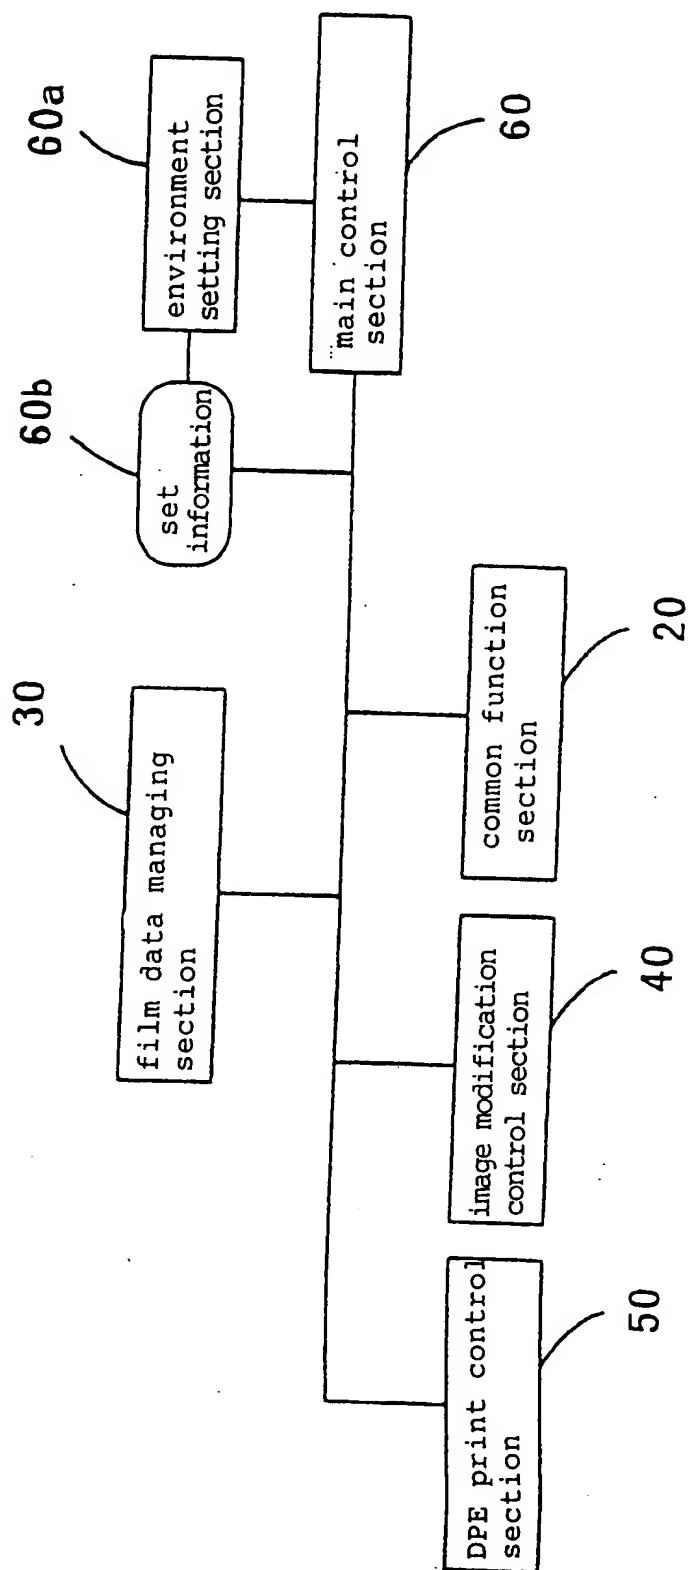 60a
environment
setting section
60
main control
section
60b
set
information
30
film data managing
section
20
common function
section
40
image modification
control section
50
DPE print control
section